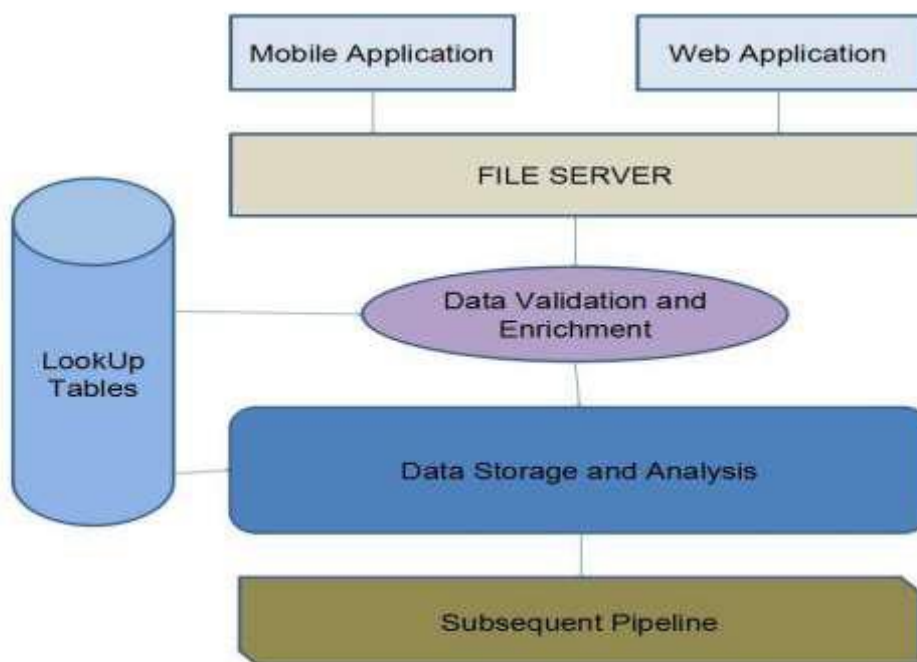 Mobile Application
Web Application
FILE SERVER
Data Validation and
Enrichment
LookUp
Tables
Data Storage and Analysis
Subsequent Pipeline